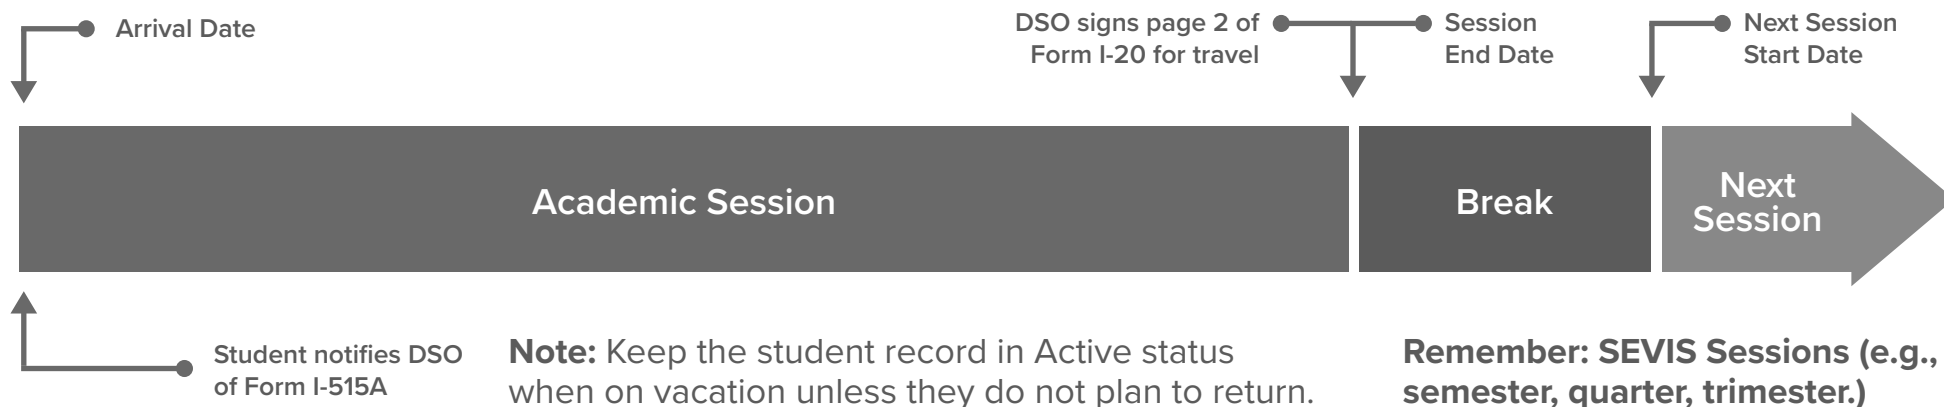 Arrival Date
DSO signs page 2 of
Form I-20 for travel
Session
End Date
Next Session
Start Date
Academic Session
Break
Next
Session
Student notifies DSO
of Form I-515A
Note: Keep the student record in Active status
when on vacation unless they do not plan to return.
Remember: SEVIS Sessions (e.g.,
semester, quarter, trimester.)